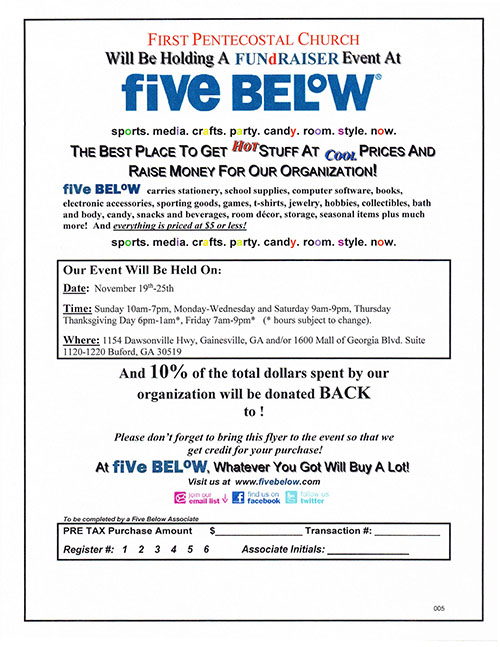 FIRST PENTECOSTAL CHURCH
Will Be Holding A FUNdRAISER Event At
five BELOW®
sports. media. crafts. party. candy. room. style. now.
THE BEST PLACE TO GET HOT STUFF AT COOL PRICES AND
RAISE MONEY FOR OUR ORGANIZATION!
five BELOW carries stationery, school supplies, computer software, books,
electronic accessories, sporting goods, games, t-shirts, jewelry, hobbies, collectibles, bath
and body, candy, snacks and beverages, room décor, storage, seasonal items plus much
more! And everything is priced at $5 or less!
sports. media. crafts. party. candy. room. style. now.
Our Event Will Be Held On:
Date: November 19th-25th
Time: Sunday 10am-7pm, Monday-Wednesday and Saturday 9am-9pm, Thursday
Thanksgiving Day 6pm-1am*, Friday 7am-9pm* (* hours subject to change).
Where: 1154 Dawsonville Hwy, Gainesville, GA and/or 1600 Mall of Georgia Blvd. Suite
1120-1220 Buford, GA 30519
And 10% of the total dollars spent by our
organization will be donated BACK
to !
Please don't forget to bring this flyer to the event so that we
get credit for your purchase!
At five BELOW, Whatever You Got Will Buy A Lot!
Visit us at www.fivebelow.com
join our email list find us on facebook follow us twitter
To be completed by a Five Below Associate
PRE TAX Purchase Amount $_______________ Transaction #: ___________
Register #: 1 2 3 4 5 6 Associate Initials: ______________
005